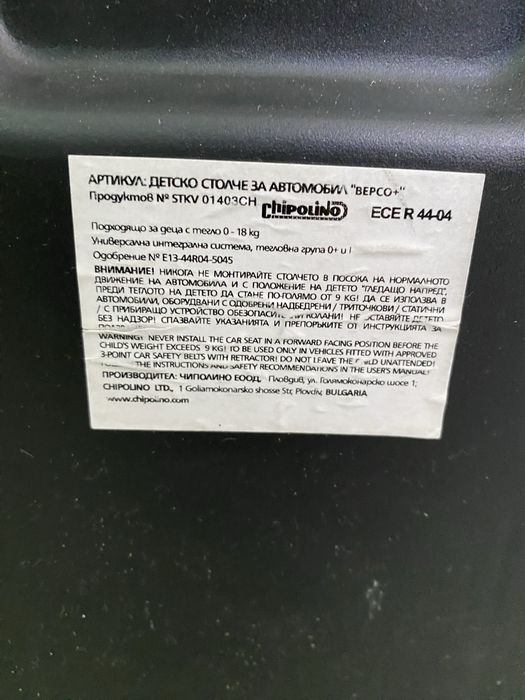 АРТИКУЛ: ДЕТСКО СТОЛЧЕ ЗА АВТОМОБИЛ "ВЕРСО+"
Продуктов № STKV 01403CH
Chipolino
ECE R 44-04
Подходящо за деца с тегло 0 - 18 kg
Универсална интегрална система, тегловна група 0+ и I
Одобрение № E13-44R04-5045
ВНИМАНИЕ! НИКОГА НЕ МОНТИРАЙТЕ СТОЛЧЕТО В ПОСОКА НА НОРМАЛНОТО
ДВИЖЕНИЕ НА АВТОМОБИЛА И С ПОЛОЖЕНИЕ НА ДЕТЕТО "ГЛЕДАЩО НАПРЕД",
ПРЕДИ ТЕГЛОТО НА ДЕТЕТО ДА СТАНЕ ПО-ГОЛЯМО ОТ 9 KG! ДА СЕ ИЗПОЛЗВА В
АВТОМОБИЛИ, ОБОРУДВАНИ С ОДОБРЕНИ НАДБЕДРЕНИ / ТРИТОЧКОВИ / СТАТИЧНИ
/ С ПРИБИРАЩО УСТРОЙСТВО КОЛАНИ! НЕ ОСТАВЯЙТЕ ДЕТЕТО
БЕЗ НАДЗОР! СПАЗВАЙТЕ УКАЗАНИЯТА И ПРЕПОРЪКИТЕ ОТ ИНСТРУКЦИЯТА ЗА
WARNING! NEVER INSTALL THE CAR SEAT IN A FORWARD FACING POSITION BEFORE THE
CHILD'S WEIGHT EXCEEDS 9 KG! TO BE USED ONLY IN VEHICLES FITTED WITH APPROVED
3-POINT CAR SAFETY BELTS WITH RETRACTOR! DO NOT LEAVE THE CHILD UNATTENDED!
THE INSTRUCTIONS AND SAFETY RECOMMENDATIONS IN THE USER'S MANUAL!
ПРОИЗВОДИТЕЛ: ЧИПОЛИНО ЕООД, Пловдив, ул. Голямоконарско шосе 1;
CHIPOLINO LTD., 1 Goliamokonarsko shosse Str, Plovdiv, BULGARIA
www.chipolino.com